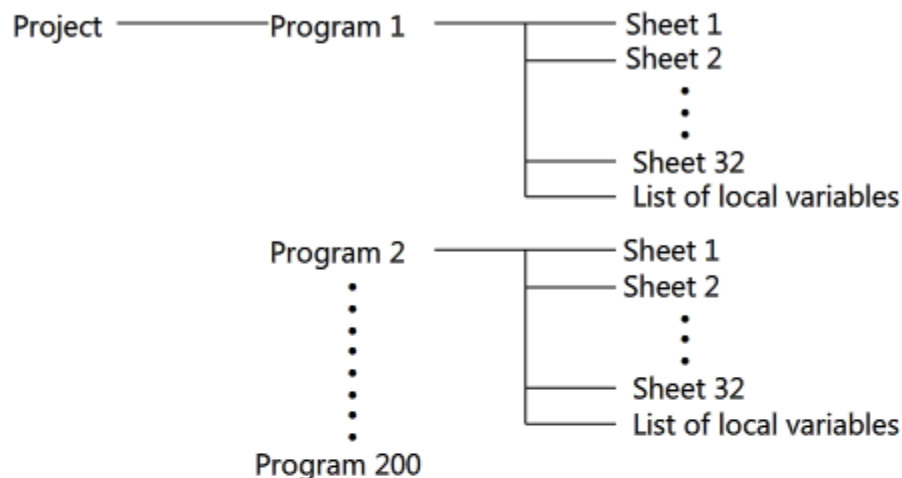 Project Program 1 Sheet 1
Sheet 2
Sheet 32
List of local variables
Program 2 Sheet 1
Sheet 2
Sheet 32
List of local variables
Program 200